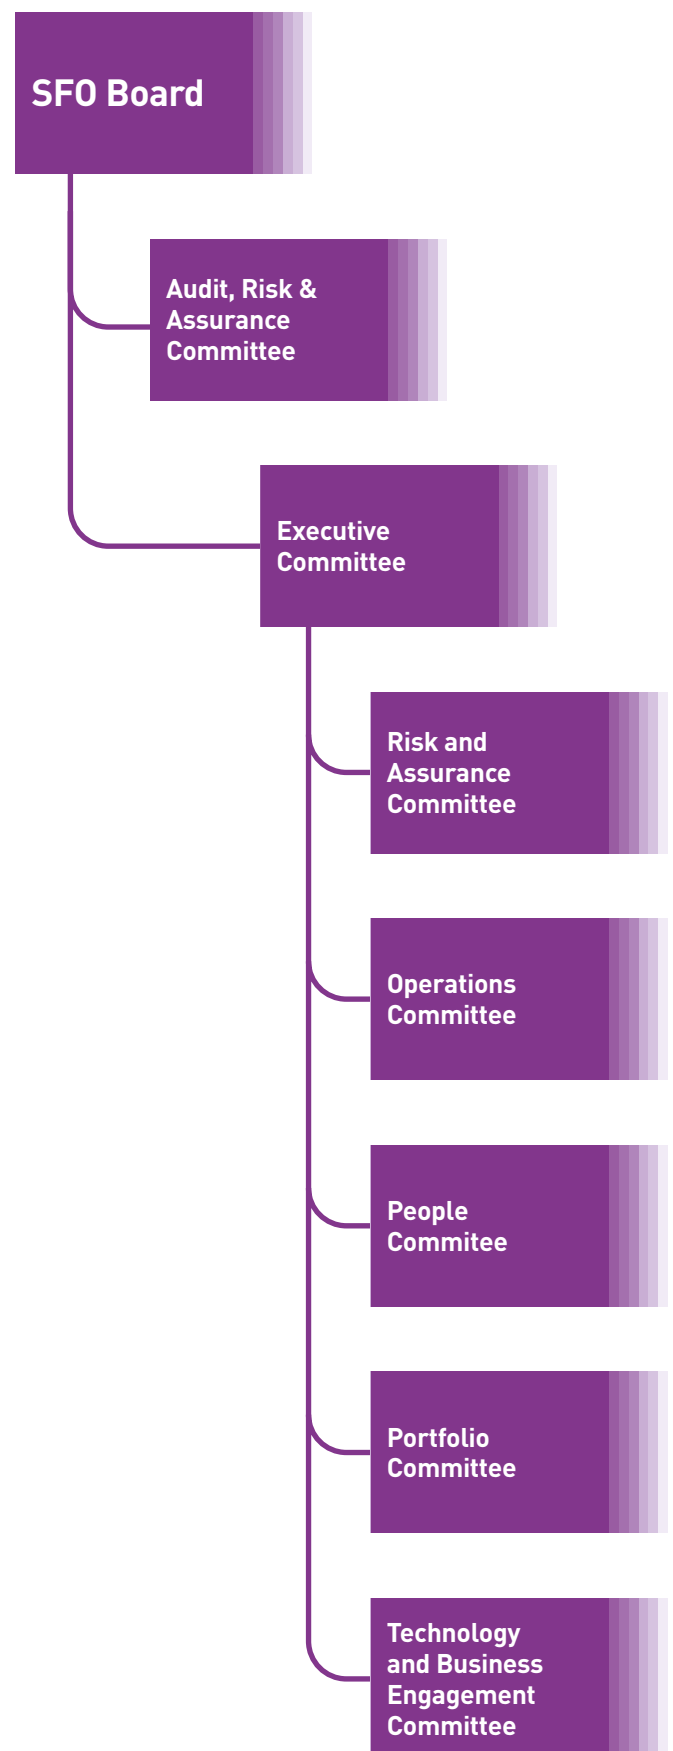 SFO Board
Audit, Risk &
Assurance
Committee
Executive
Committee
Risk and
Assurance
Committee
Operations
Committee
People
Commitee
Portfolio
Committee
Technology
and Business
Engagement
Committee